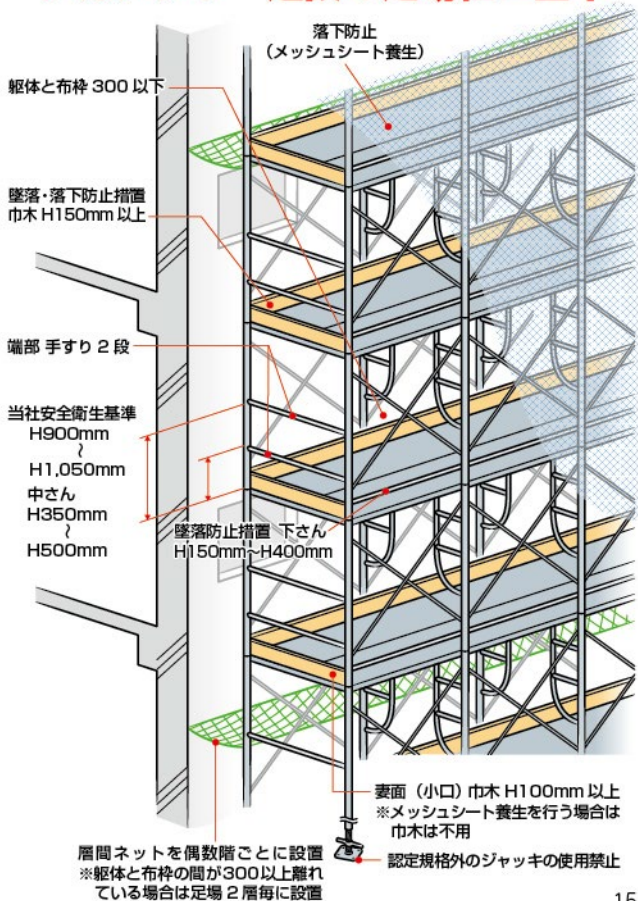 落下防止
(メッシュシート養生)
躯体と布枠 300 以下
墜落・落下防止措置
巾木 H150mm 以上
端部 手すり 2 段
当社安全衛生基準
H900mm
〜
H1,050mm
中さん
H350mm
〜
H500mm
墜落防止措置 下さん
H150mm〜H400mm
妻面（小口）巾木 H100mm 以上
※メッシュシート養生を行う場合は
巾木は不用
認定規格外のジャッキの使用禁止
層間ネットを偶数階ごとに設置
※躯体と布枠の間が300以上離れ
ている場合は足場 2 層毎に設置
15